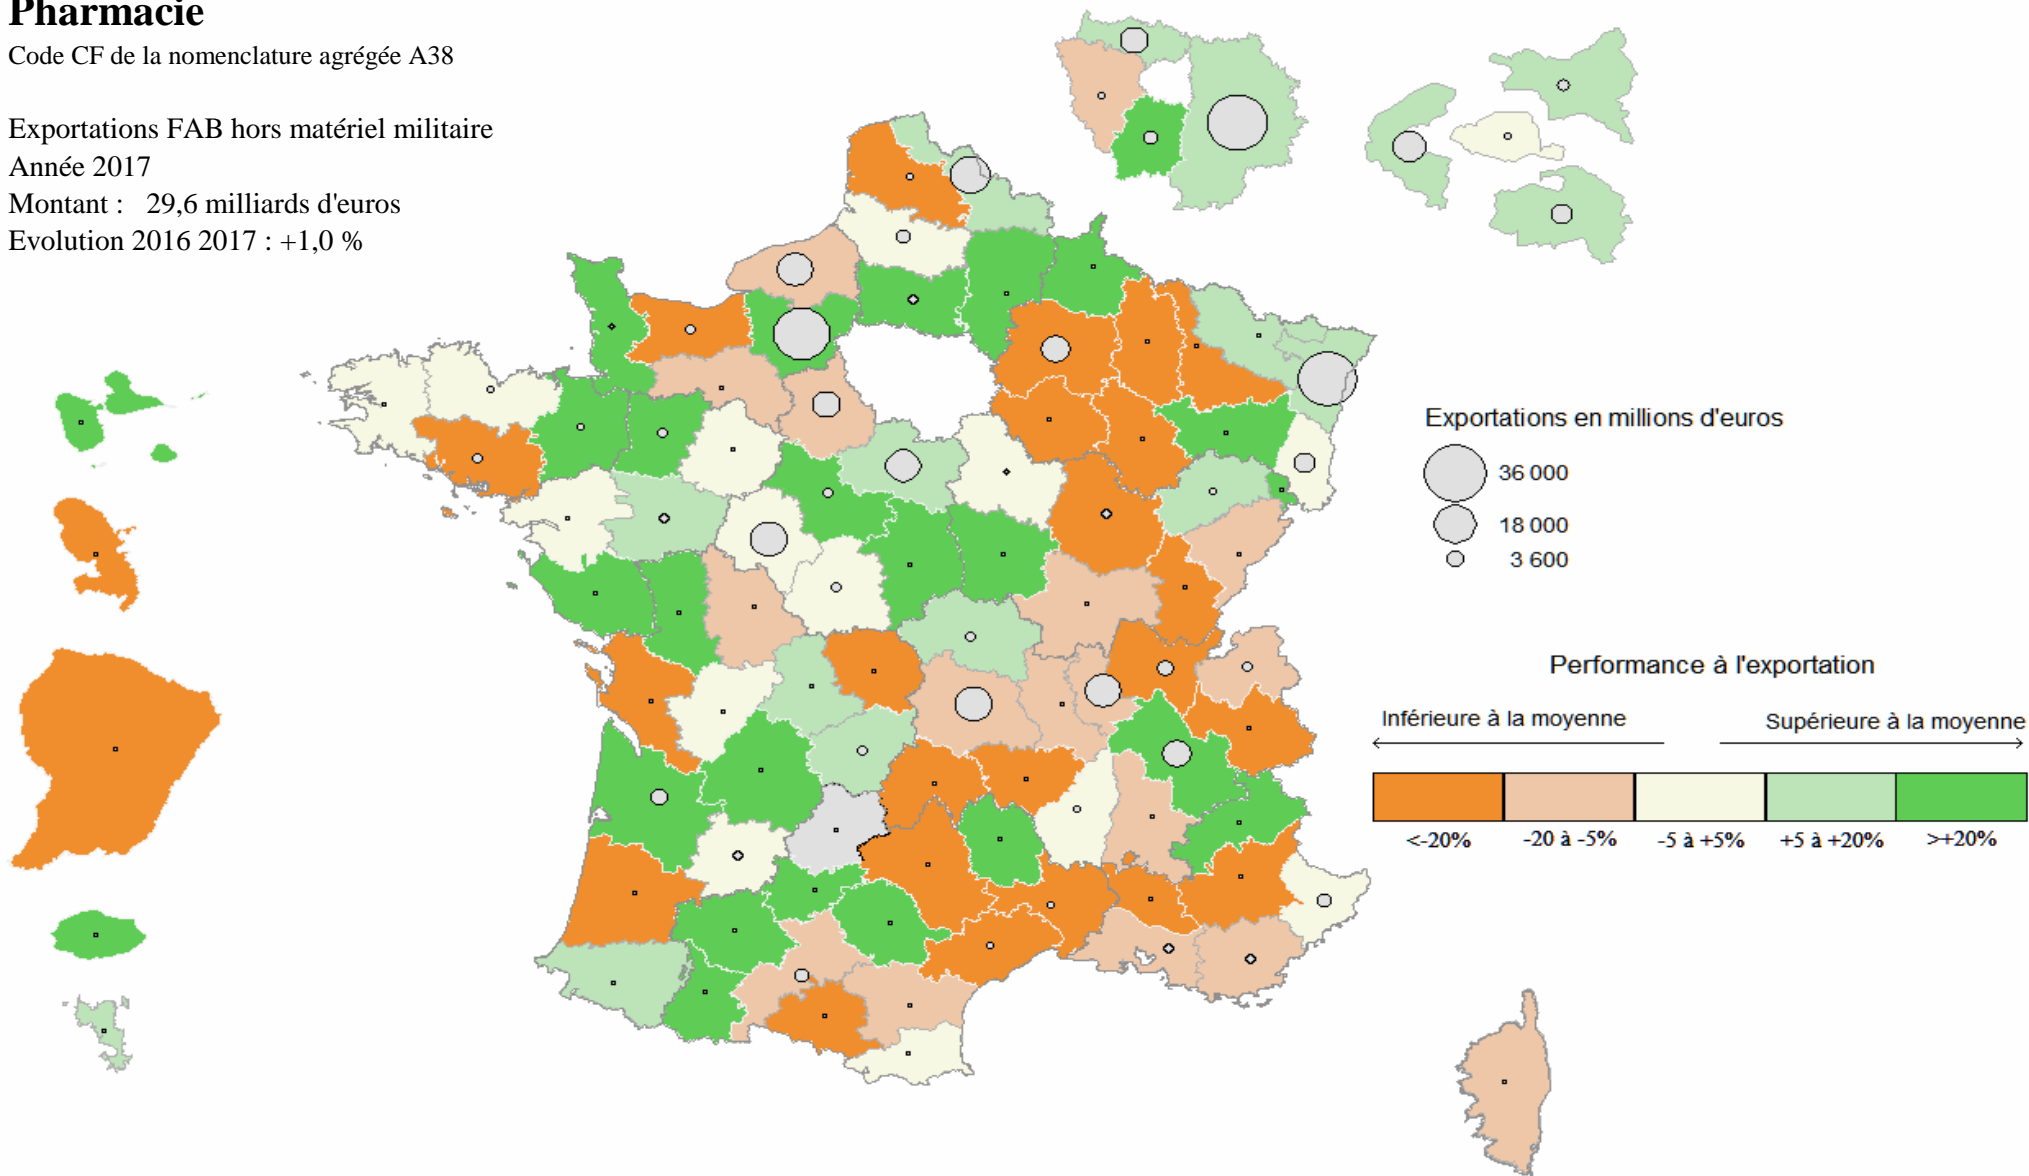 Pharmacie
Code CF de la nomenclature agrégée A38
Exportations FAB hors matériel militaire
Année 2017
Montant : 29,6 milliards d'euros
Evolution 2016 2017 : +1,0 %
Exportations en millions d'euros
36 000
18 000
3 600
Performance à l'exportation
Inférieure à la moyenne
Supérieure à la moyenne
<-20%
-20 à -5%
-5 à +5%
+5 à +20%
>+20%